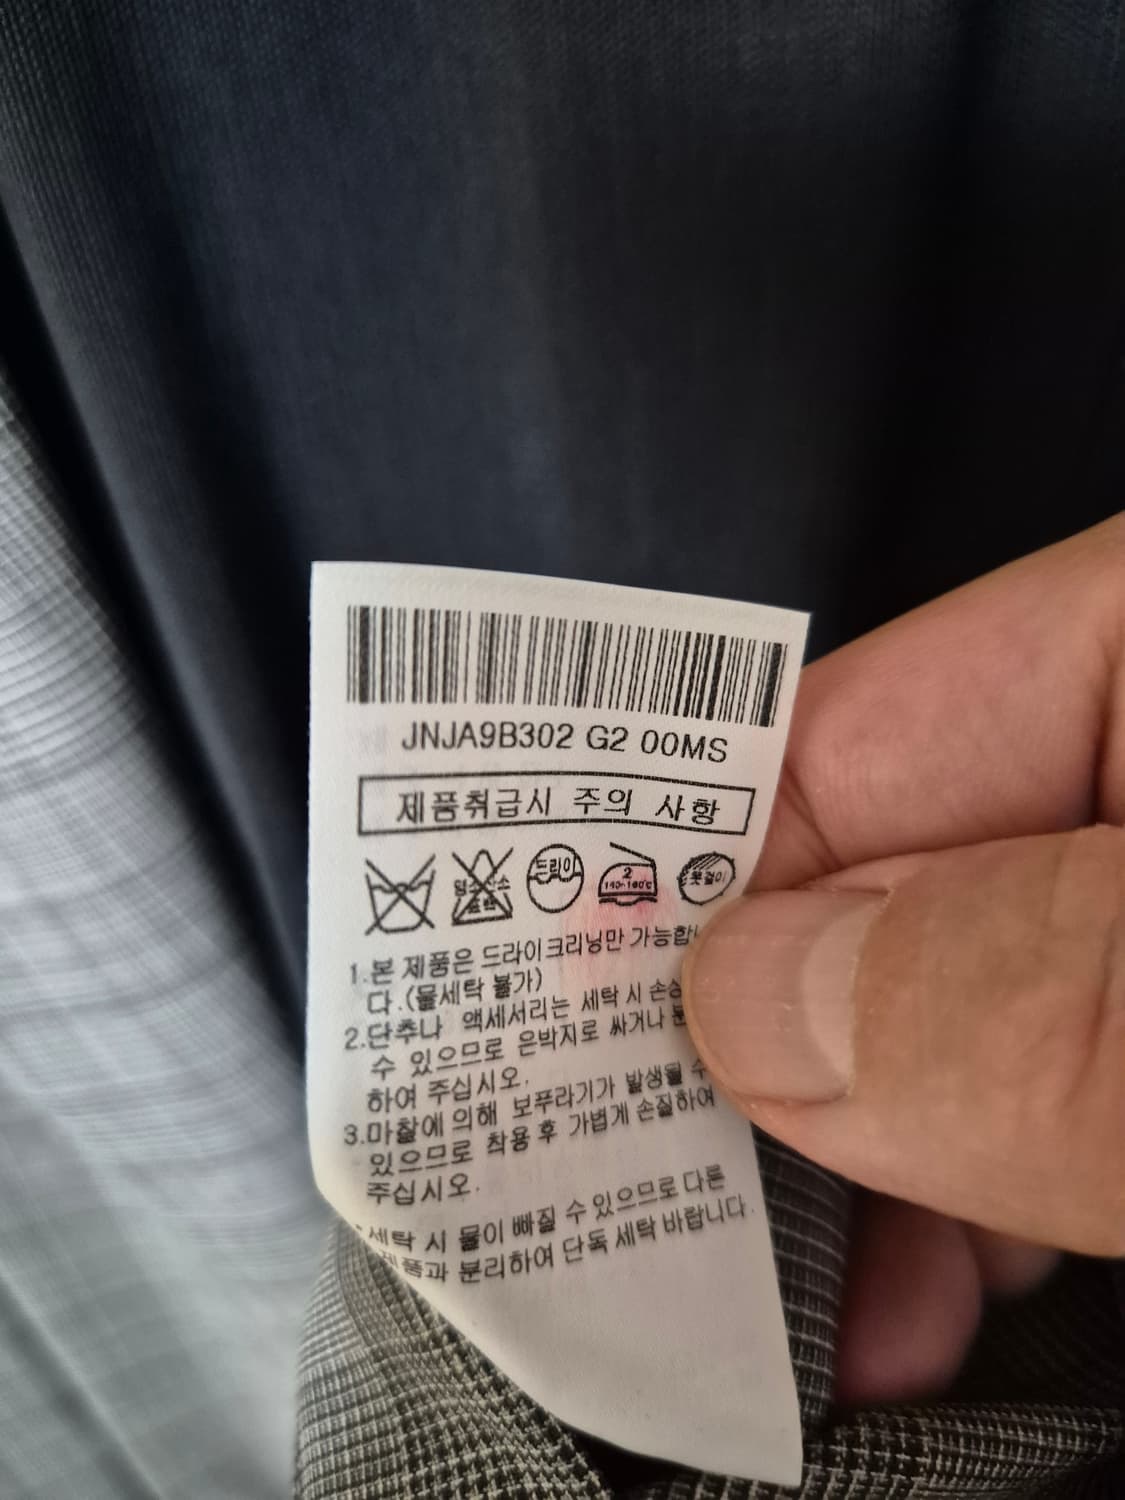 JNJA9B302 G2 00MS
제품취급시 주의 사항
드라이
2
140~160℃
옷걸이
1.본 제품은 드라이크리닝만 가능합니
다.(물세탁 불가)
2.단추나 액세서리는 세탁 시 손상
수 있으므로 은박지로 싸거나 분
하여 주십시오.
3.마찰에 의해 보푸라기가 발생될 수
있으므로 착용 후 가볍게 손질하여
주십시오.
세탁 시 물이 빠질 수 있으므로 다른
제품과 분리하여 단독 세탁 바랍니다.